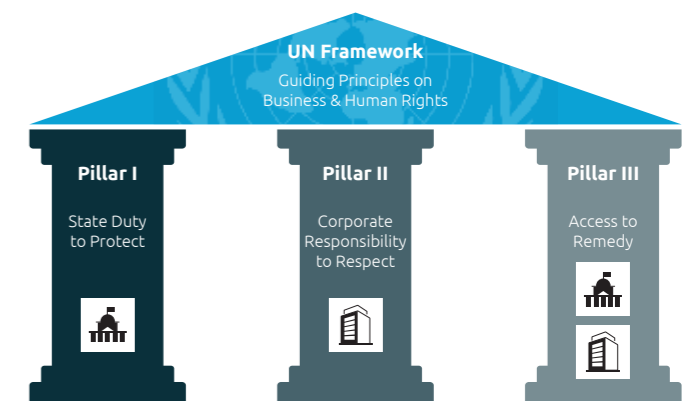 UN Framework
Guiding Principles on
Business & Human Rights
Pillar I
State Duty
to Protect
Pillar II
Corporate
Responsibility
to Respect
Pillar III
Access to
Remedy